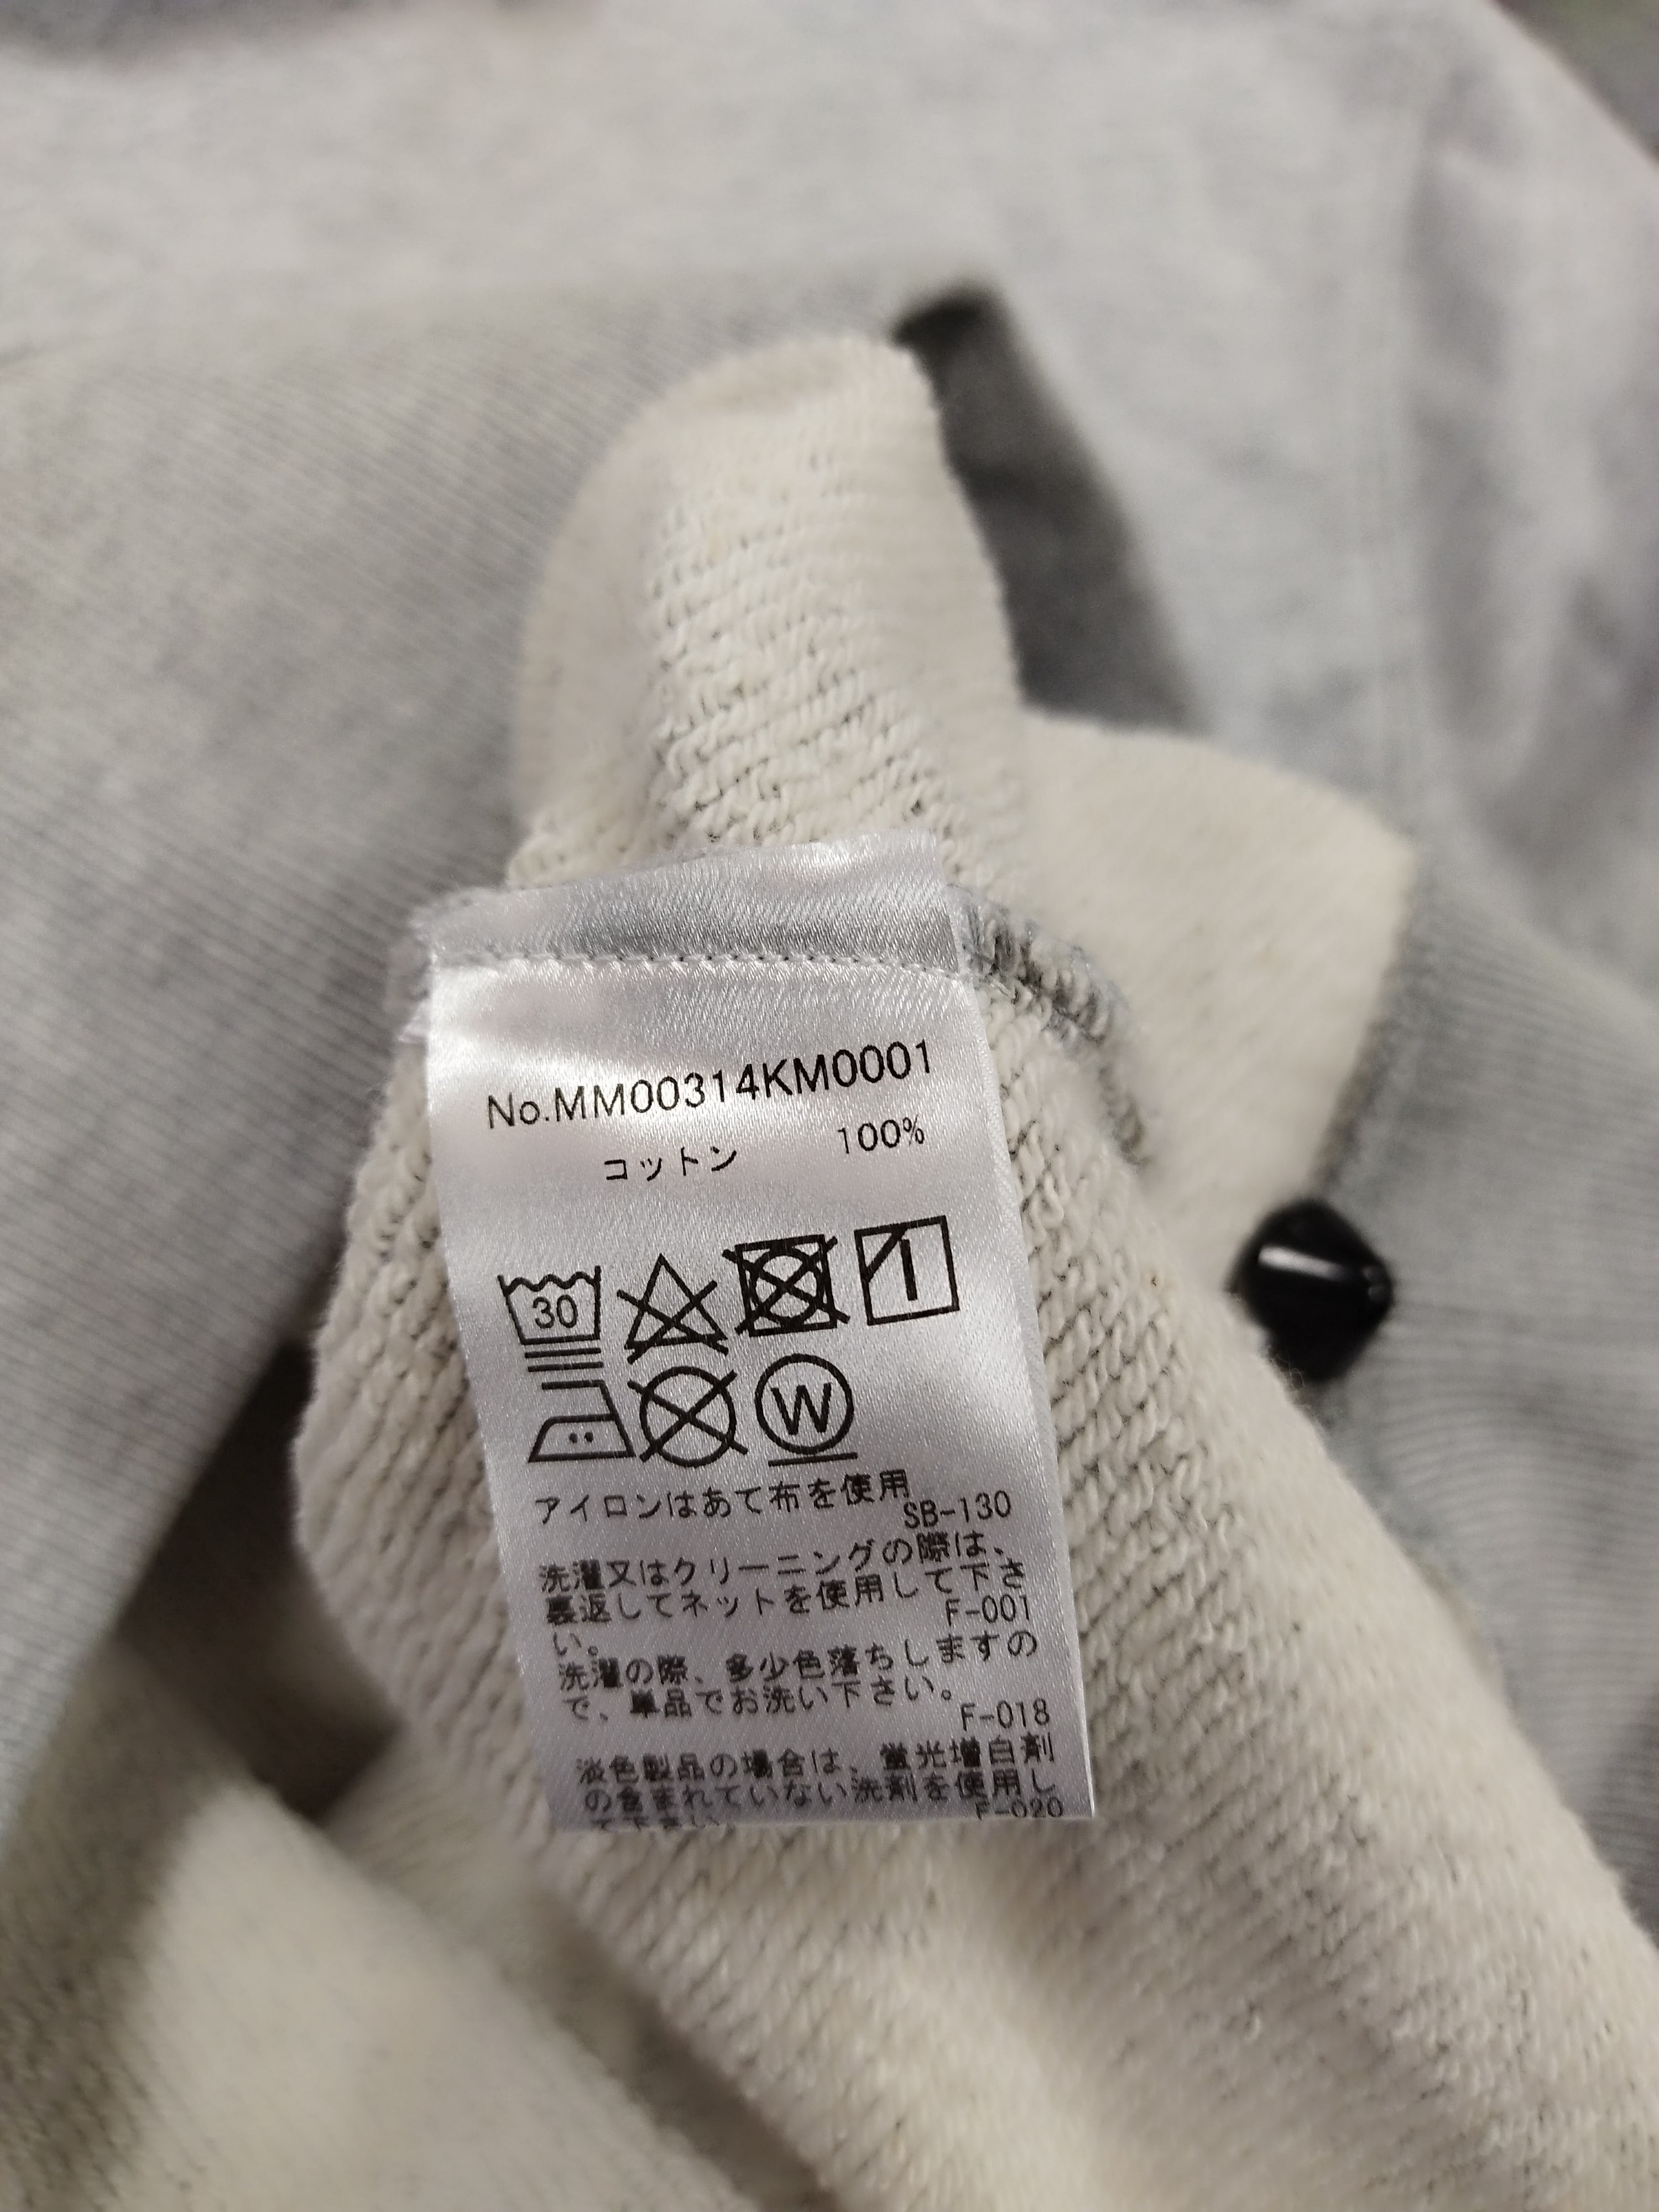 No.MM00314KM0001
コットン 100%
30
W
アイロンはあて布を使用
SB-130
洗濯又はクリーニングの際は、
裏返してネットを使用して下さ
F-001
い。
洗濯の際、多少色落ちしますの
で、単品でお洗い下さい。
F-018
淡色製品の場合は、蛍光増白剤
の含まれていない洗剤を使用し
F-020
て下さい